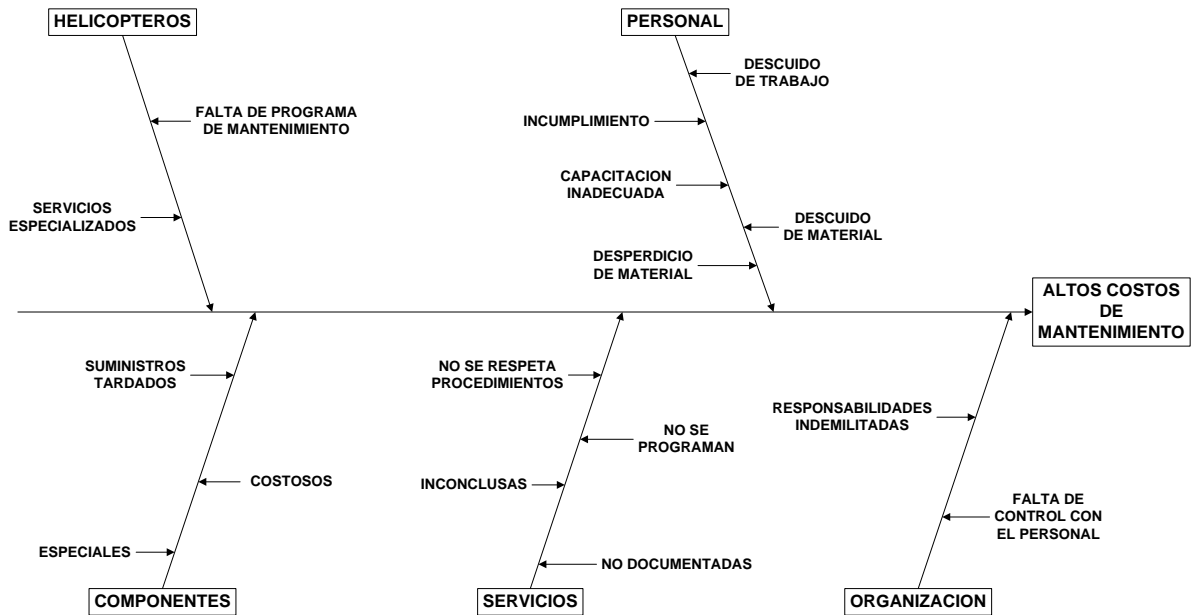 HELICOPTEROS
PERSONAL
DESCUIDO
DE TRABAJO
FALTA DE PROGRAMA
DE MANTENIMIENTO
INCUMPLIMIENTO
CAPACITACION
INADECUADA
SERVICIOS
ESPECIALIZADOS
DESCUIDO
DE MATERIAL
DESPERDICIO
DE MATERIAL
ALTOS COSTOS
DE
MANTENIMIENTO
SUMINISTROS
TARDADOS
NO SE RESPETA
PROCEDIMIENTOS
RESPONSABILIDADES
INDEMILITADAS
NO SE
PROGRAMAN
COSTOSOS
INCONCLUSAS
FALTA DE
CONTROL CON
EL PERSONAL
ESPECIALES
NO DOCUMENTADAS
COMPONENTES
SERVICIOS
ORGANIZACION